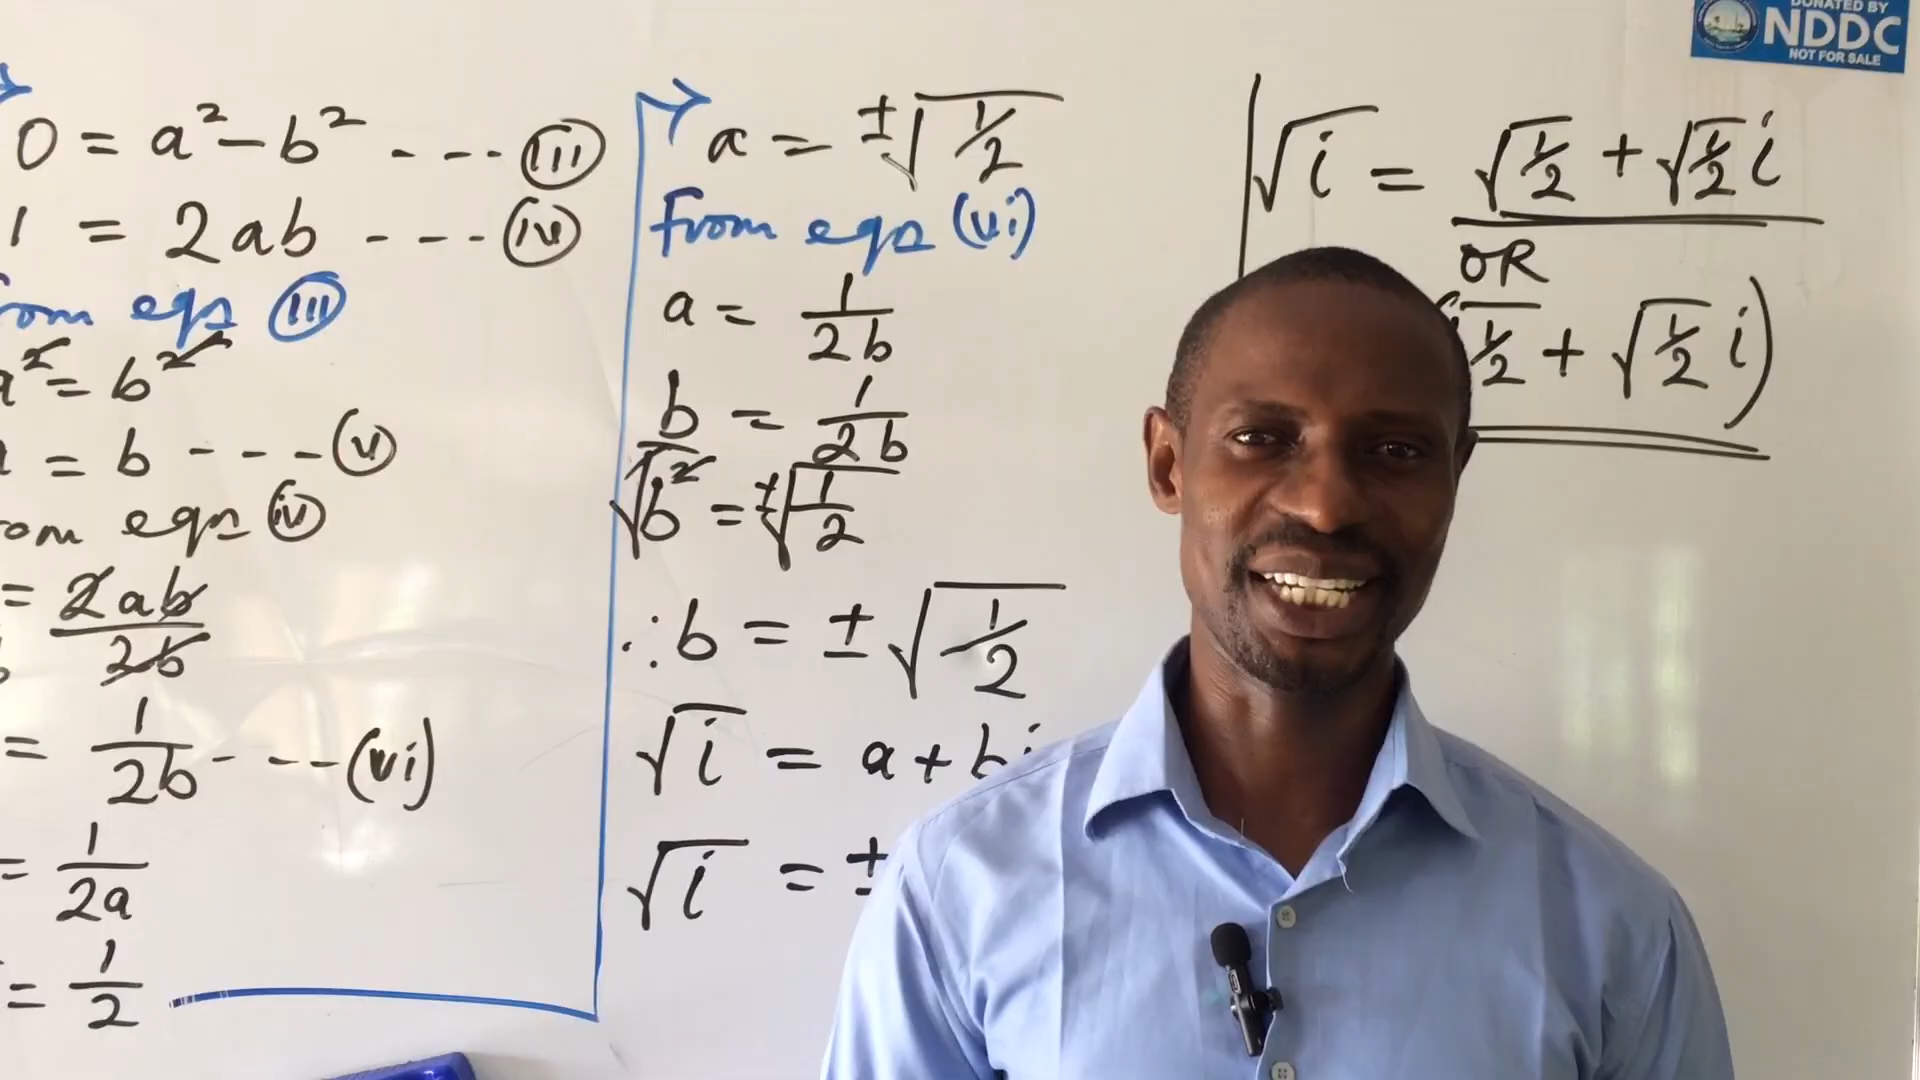 0 = a² - b² - - - - (iii)
1 = 2ab - - - - (iv)
from eqn (iii)
a² = b²
a = b - - - - (v)
from eqn (iv)
= 2ab/2b
= 1/2b - - - - (vi)
= 1/2a
= 1/2
a = ±√1/2
from eqn (vi)
a = 1/2b
b = 1/2b
√b² = ±√1/2
∴ b = ±√1/2
√i = a + bi
√i = ±
√i = √1/2 + √1/2 i
OR
1/2 + √1/2 i)
DONATED BY
NDDC
NOT FOR SALE